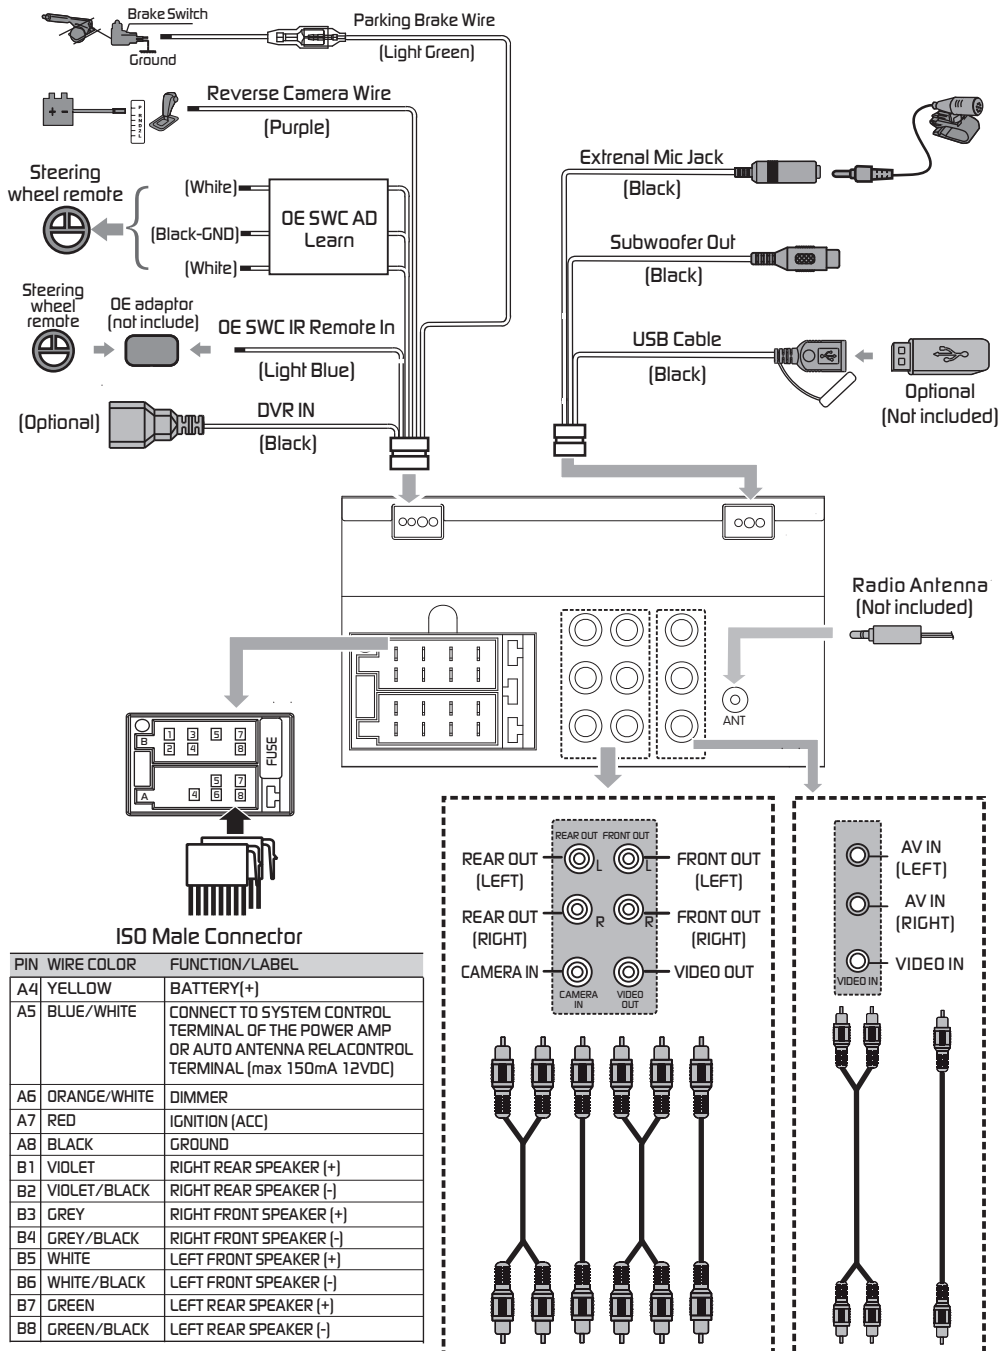 Brake Switch
Ground
Parking Brake Wire
(Light Green)
Reverse Camera Wire
(Purple)
+ -
P
R
N
D
2
L
Steering
wheel remote
(White)
(Black-GND)
(White)
OE SWC AD
Learn
Steering
wheel
remote
OE adaptor
(not include)
OE SWC IR Remote In
(Light Blue)
(Optional)
DVR IN
(Black)
Extrenal Mic Jack
(Black)
Subwoofer Out
(Black)
USB Cable
(Black)
Optional
(Not included)
Radio Antenna
(Not included)
ANT
B
1 3 5 7
2 4 8
FUSE
A
5 7
4 6 8
ISO Male Connector
PIN WIRE COLOR FUNCTION/LABEL
A4 YELLOW BATTERY(+)
A5 BLUE/WHITE CONNECT TO SYSTEM CONTROL
TERMINAL OF THE POWER AMP
OR AUTO ANTENNA RELACONTROL
TERMINAL (max 150mA 12VDC)
A6 ORANGE/WHITE DIMMER
A7 RED IGNITION (ACC)
A8 BLACK GROUND
B1 VIOLET RIGHT REAR SPEAKER (+)
B2 VIOLET/BLACK RIGHT REAR SPEAKER (-)
B3 GREY RIGHT FRONT SPEAKER (+)
B4 GREY/BLACK RIGHT FRONT SPEAKER (-)
B5 WHITE LEFT FRONT SPEAKER (+)
B6 WHITE/BLACK LEFT FRONT SPEAKER (-)
B7 GREEN LEFT REAR SPEAKER (+)
B8 GREEN/BLACK LEFT REAR SPEAKER (-)
REAR OUT FRONT OUT
REAR OUT
(LEFT)
L L
FRONT OUT
(LEFT)
REAR OUT
(RIGHT)
R R
FRONT OUT
(RIGHT)
CAMERA IN
VIDEO OUT
CAMERA
IN
VIDEO
OUT
AV IN
(LEFT)
AV IN
(RIGHT)
VIDEO IN
VIDEO IN